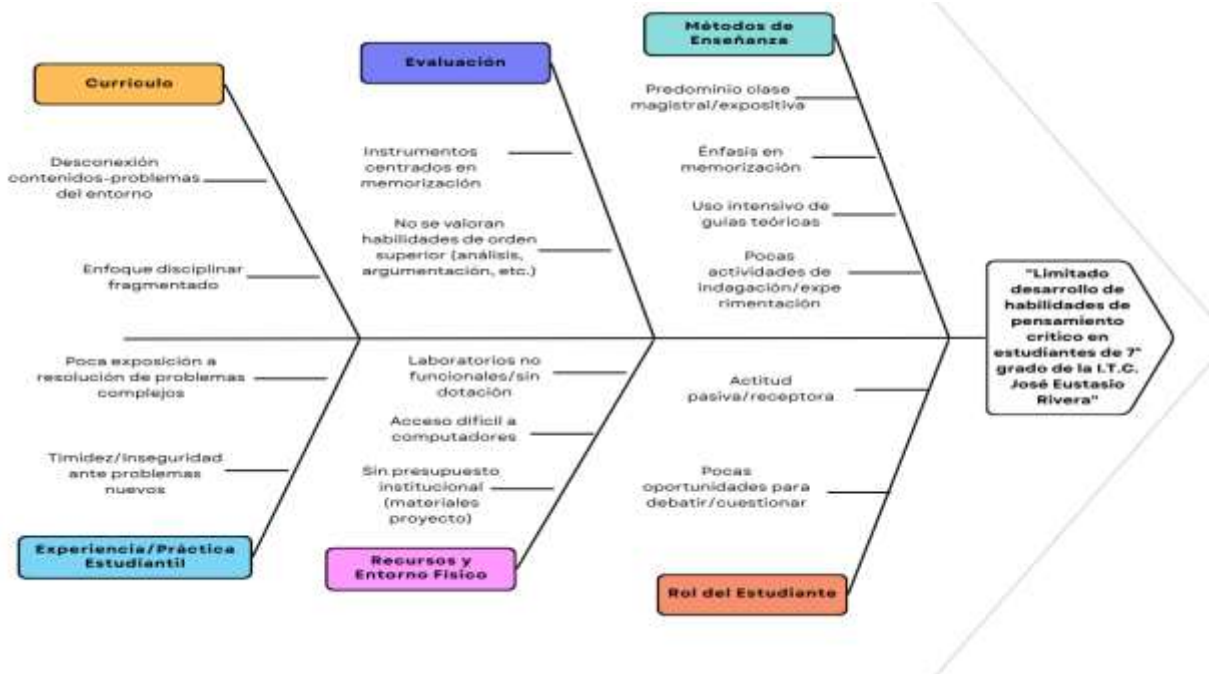 Métodos de
Enseñanza
Evaluación
Currículo
Predominio clase
magistral/expositiva
Énfasis en
memorización
Uso intensivo de
guías teóricas
Pocas
actividades de
indagación/expe
rimentación
Instrumentos
centrados en
memorización
No se valoran
habilidades de orden
superior (análisis,
argumentación, etc.)
Desconexión
contenidos-problemas
del entorno
Enfoque disciplinar
fragmentado
"Limitado
desarrollo de
habilidades de
pensamiento
crítico en
estudiantes de 7°
grado de la I.T.C.
José Eustasio
Rivera"
Poca exposición a
resolución de problemas
complejos
Timidez/Inseguridad
ante problemas
nuevos
Experiencia/Práctica
Estudiantil
Laboratorios no
funcionales/sin
dotación
Acceso difícil a
computadores
Sin presupuesto
institucional
(materiales
proyecto)
Recursos y
Entorno Físico
Actitud
pasiva/receptora
Pocas
oportunidades para
debatir/cuestionar
Rol del Estudiante